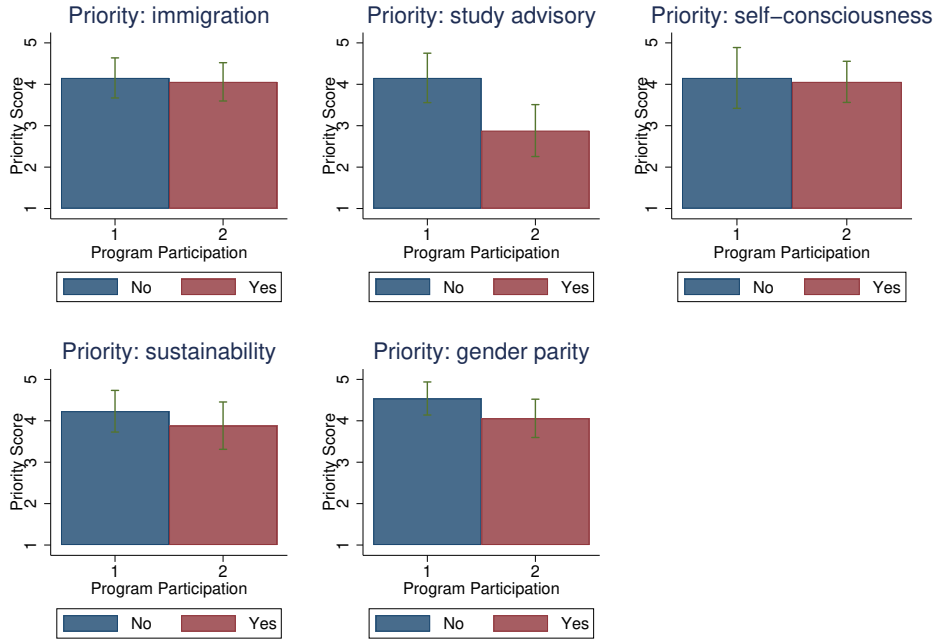 Priority: immigration
Priority Score
5
4
3
2
1
1 2
Program Participation
No Yes
Priority: study advisory
Priority Score
5
4
3
2
1
1 2
Program Participation
No Yes
Priority: self−consciousness
Priority Score
5
4
3
2
1
1 2
Program Participation
No Yes
Priority: sustainability
Priority Score
5
4
3
2
1
1 2
Program Participation
No Yes
Priority: gender parity
Priority Score
5
4
3
2
1
1 2
Program Participation
No Yes